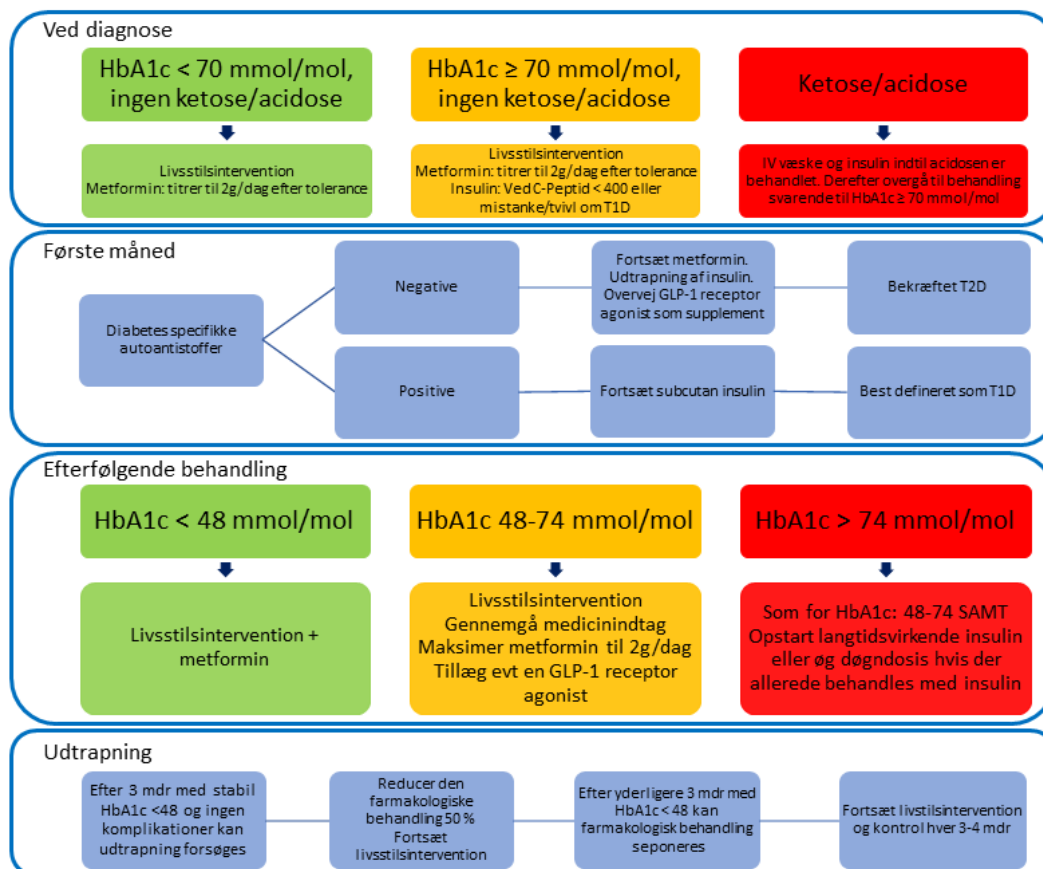 Ved diagnose
HbA1c < 70 mmol/mol,
ingen ketose/acidose
HbA1c ≥ 70 mmol/mol,
ingen ketose/acidose
Ketose/acidose
Livsstilsintervention
Metformin: titrer til 2g/dag efter tolerance
Livsstilsintervention
Metformin: titrer til 2g/dag efter tolerance
Insulin: Ved C-Peptid < 400 eller
mistanke/tvivl om T1D
IV væske og insulin indtil acidosen er
behandlet. Derefter overgå til behandling
svarende til HbA1c ≥ 70 mmol/mol
Første måned
Diabetes specifikke
autoantistoffer
Negative
Fortsæt metformin.
Udtrapning af insulin.
Overvej GLP-1 receptor
agonist som supplement
Bekræftet T2D
Positive
Fortsæt subcutan insulin
Best defineret som T1D
Efterfølgende behandling
HbA1c < 48 mmol/mol
HbA1c 48-74 mmol/mol
HbA1c > 74 mmol/mol
Livsstilsintervention +
metformin
Livsstilsintervention
Gennemgå medicinindtag
Maksimer metformin til 2g/dag
Tillæg evt en GLP-1 receptor
agonist
Som for HbA1c: 48-74 SAMT
Opstart langtidsvirkende insulin
eller øg døgndosis hvis der
allerede behandles med insulin
Udtrapning
Efter 3 mdr med stabil
HbA1c <48 og ingen
komplikationer kan
udtrapning forsøges
Reducer den
farmakologiske
behandling 50 %
Fortsæt
livsstilsintervention
Efter yderligere 3 mdr med
HbA1c < 48 kan
farmakologisk behandling
seponeres
Fortsæt livstilsintervention
og kontrol hver 3-4 mdr